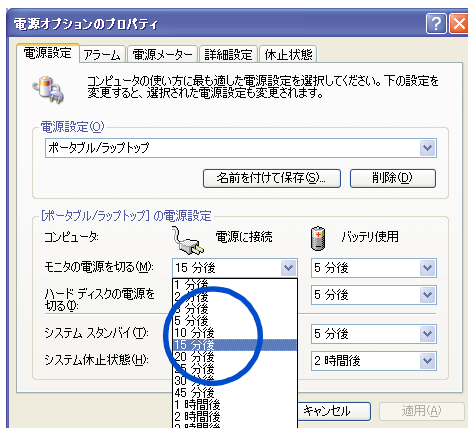 電源オプションのプロパティ
電源設定 アラーム 電源メーター 詳細設定 休止状態
コンピュータの使い方に最も適した電源設定を選択してください。下の設定を
変更すると、選択された電源設定も変更されます。
電源設定(O)
ポータブル/ラップトップ
名前を付けて保存(S)... 削除(D)
[ポータブル/ラップトップ] の電源設定
コンピュータ: 電源に接続 バッテリ使用
モニタの電源を切る(M): 15 分後 5 分後
1 分後
ハード ディスクの電源を
切る(I): 5 分後
2 分後
3 分後
5 分後
システム スタンバイ(T): 10 分後 5 分後
15 分後
システム休止状態(H): 20 分後 2 時間後
25 分後
30 分後
45 分後
1 時間後
2 時間後
キャンセル 適用(A)